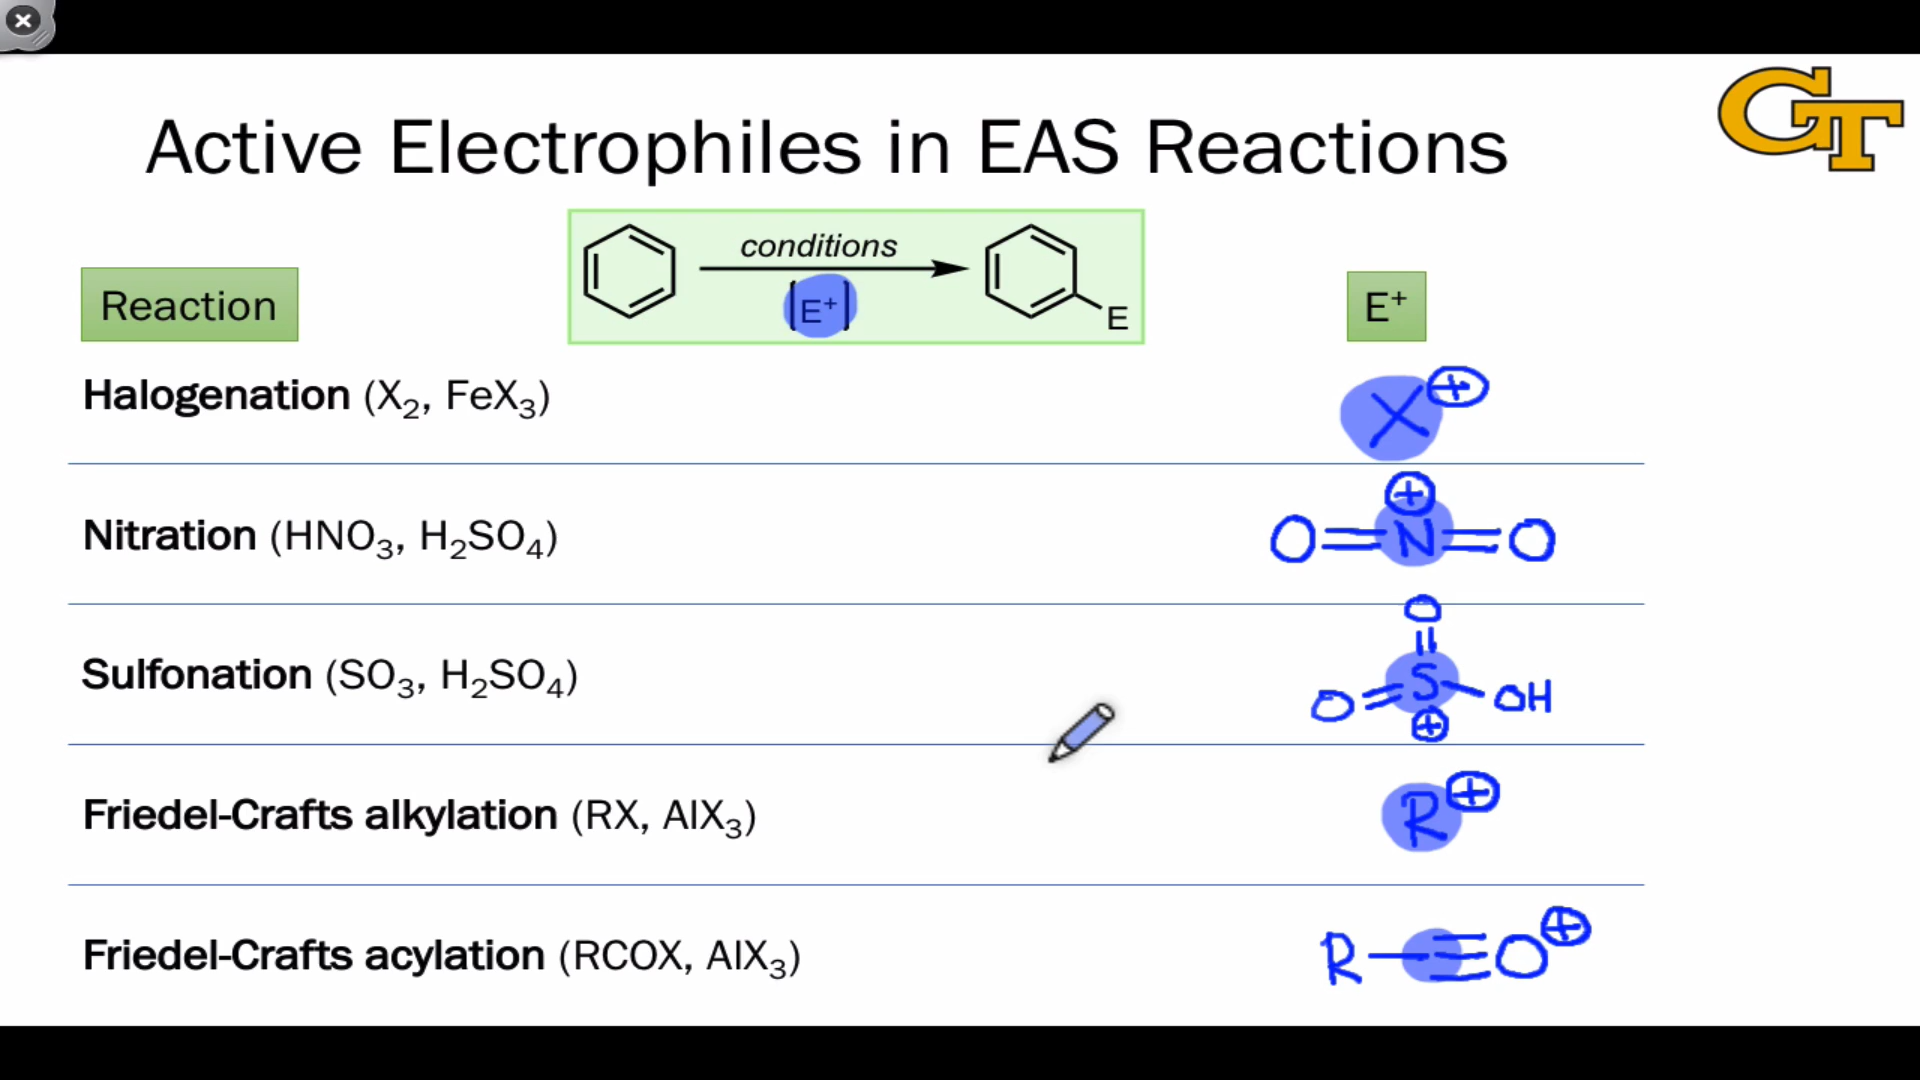 GT
Active Electrophiles in EAS Reactions
conditions
[E⁺]
E
Reaction
E⁺
Halogenation (X₂, FeX₃)
X⊕
Nitration (HNO₃, H₂SO₄)
⊕
O=N=O
Sulfonation (SO₃, H₂SO₄)
O
O=S-OH
⊕
Friedel-Crafts alkylation (RX, AlX₃)
R⊕
Friedel-Crafts acylation (RCOX, AlX₃)
R-≡O⊕